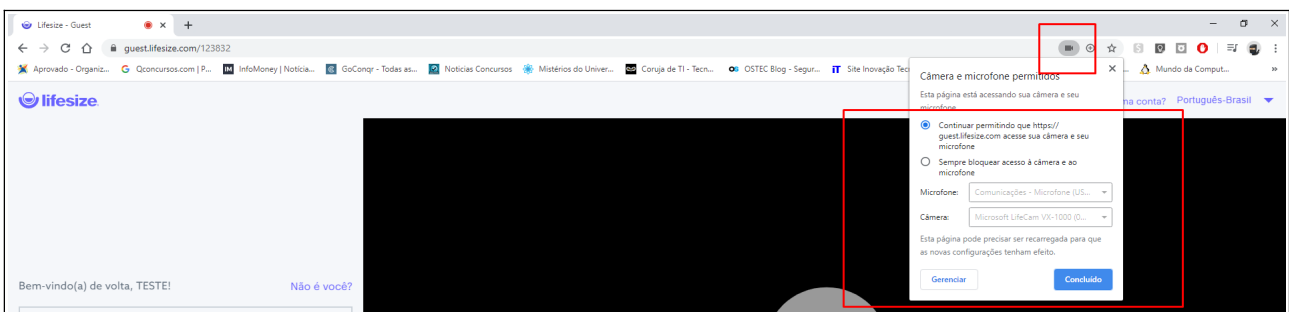 Lifesize - Guest
guest.lifesize.com/123832
Aprovado - Organiz... Qconcursos.com | P... InfoMoney | Notícia... GoConqr - Todas as... Noticias Concursos Mistérios do Univer... Coruja de TI - Tecn... OSTEC Blog - Segur... Site Inovação Tec Mundo da Comput... »
lifesize
na conta? Português-Brasil
Câmera e microfone permitidos
Esta página está acessando sua câmera e seu
microfone.
Continuar permitindo que https://
guest.lifesize.com acesse sua câmera e seu
microfone
Sempre bloquear acesso à câmera e ao
microfone
Microfone: Comunicações - Microfone (US...
Câmera: Microsoft LifeCam VX-1000 (0...
Esta página pode precisar ser recarregada para que
as novas configurações tenham efeito.
Gerenciar Concluído
Bem-vindo(a) de volta, TESTE! Não é você?